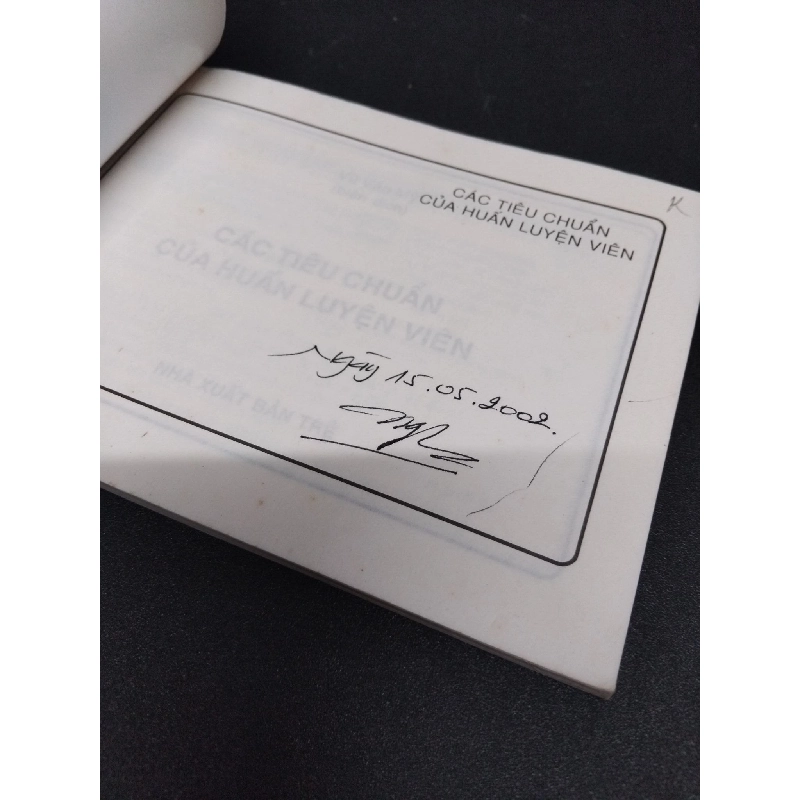 CÁC TIÊU CHUẨN
CỦA HUẤN LUYỆN VIÊN
K
CÁC TIÊU CHUẨN
CỦA HUẤN LUYỆN VIÊN
Ngày 15.05.2002.
NHÀ XUẤT BẢN TRẺ